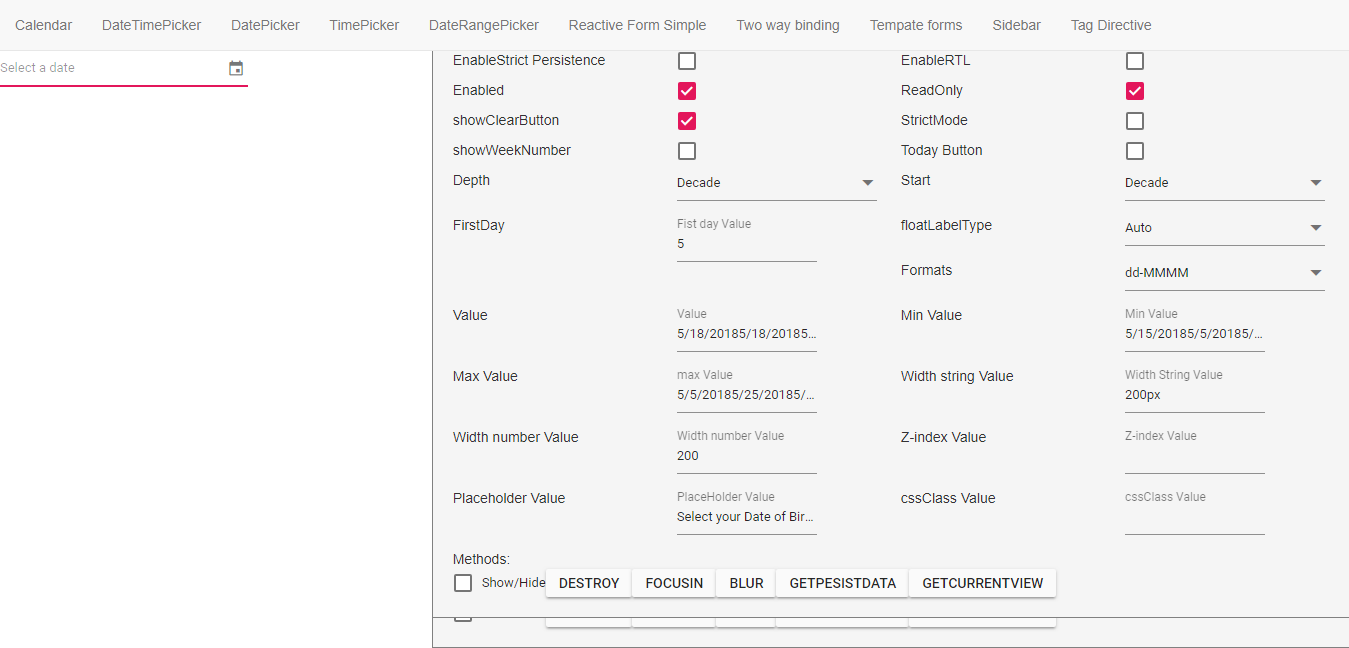 Calendar DateTimePicker DatePicker TimePicker DateRangePicker Reactive Form Simple Two way binding Tempate forms Sidebar Tag Directive
Select a date
EnableStrict Persistence EnableRTL
Enabled ReadOnly
showClearButton StrictMode
showWeekNumber Today Button
Depth Decade Start Decade
FirstDay Fist day Value floatLabelType Auto
5
Formats dd-MMMM
Value Value Min Value Min Value
5/18/20185/18/20185... 5/15/20185/5/20185/...
Max Value max Value Width string Value Width String Value
5/5/20185/25/20185/... 200px
Width number Value Width number Value Z-index Value Z-index Value
200
Placeholder Value PlaceHolder Value cssClass Value cssClass Value
Select your Date of Bir...
Methods:
Show/Hide DESTROY FOCUSIN BLUR GETPESISTDATA GETCURRENTVIEW